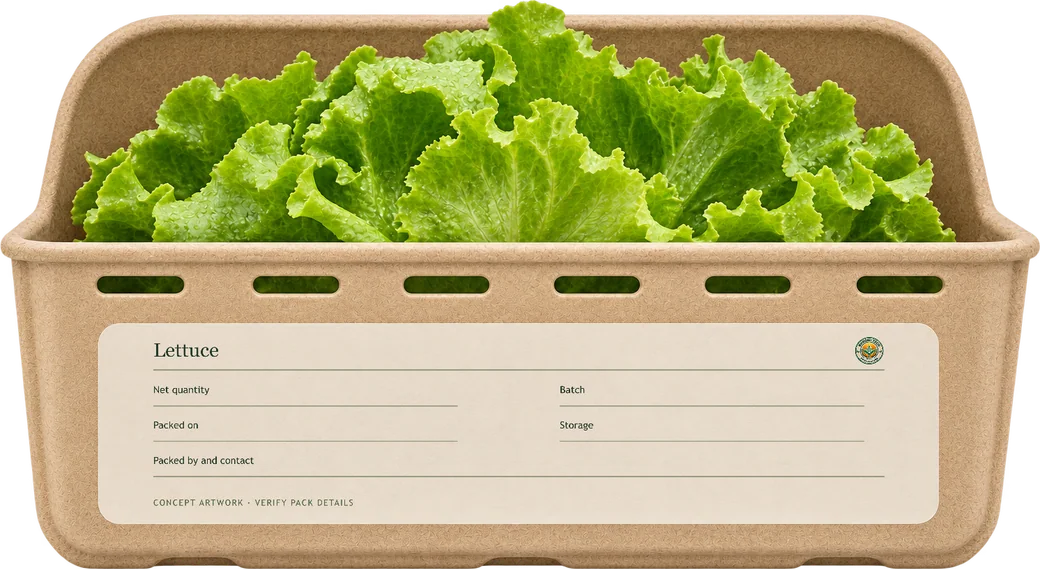 Lettuce
Net quantity
Batch
Packed on
Storage
Packed by and contact
CONCEPT ARTWORK · VERIFY PACK DETAILS